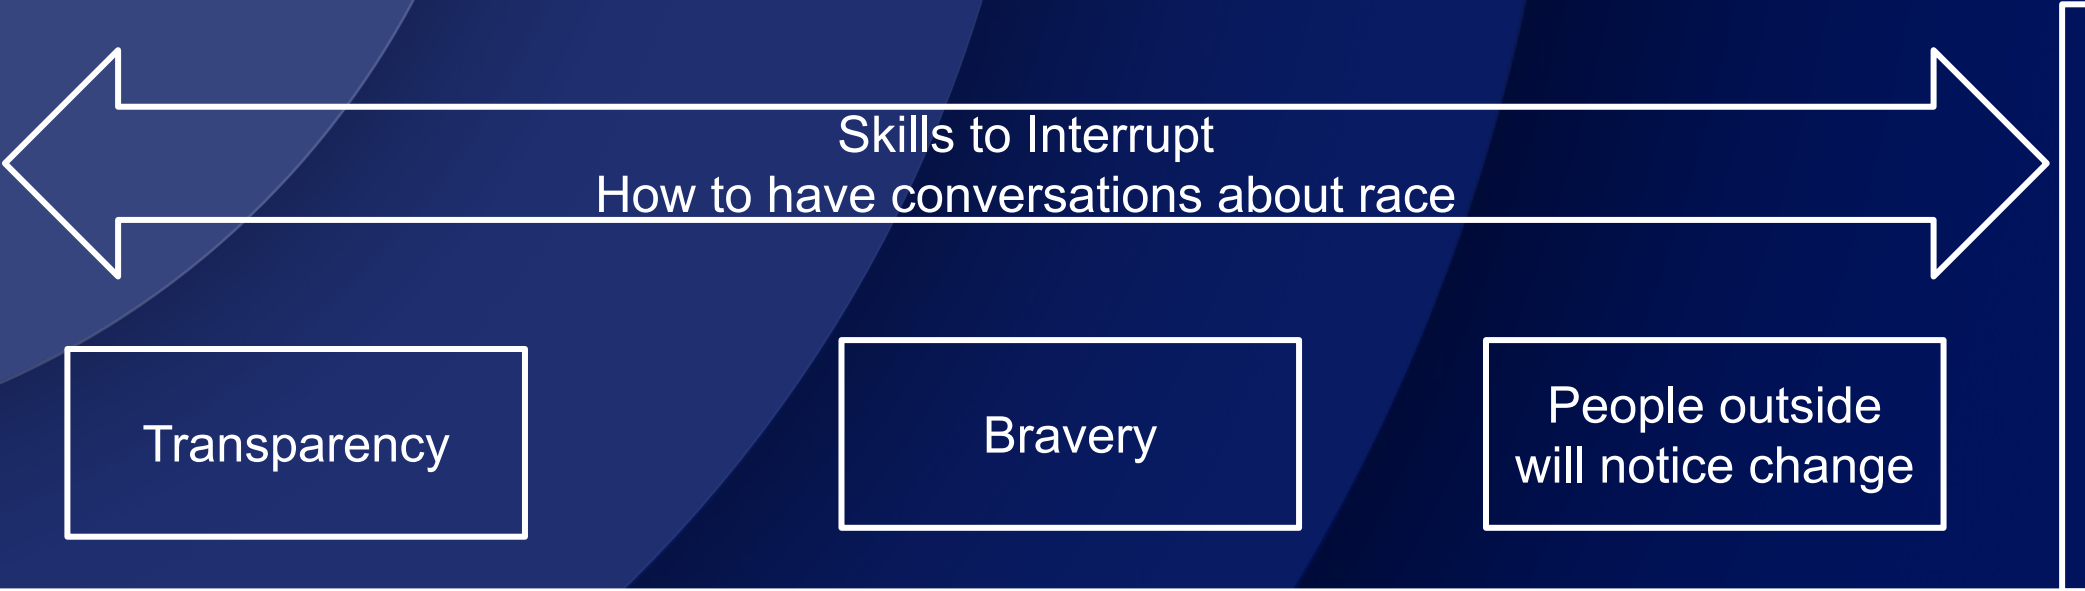 Skills to Interrupt
How to have conversations about race
Transparency
Bravery
People outside
will notice change